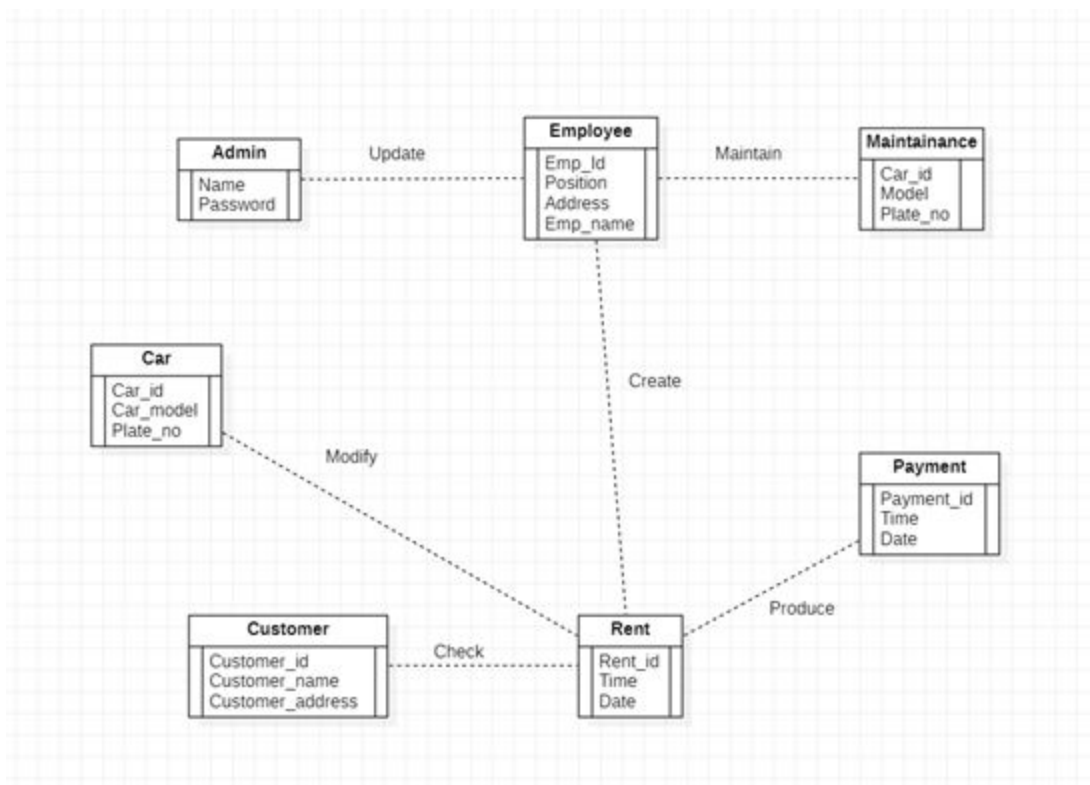 Admin
Name
Password
Update
Employee
Emp_Id
Position
Address
Emp_name
Maintain
Maintainance
Car_id
Model
Plate_no
Car
Car_id
Car_model
Plate_no
Modify
Create
Payment
Payment_id
Time
Date
Produce
Customer
Customer_id
Customer_name
Customer_address
Check
Rent
Rent_id
Time
Date